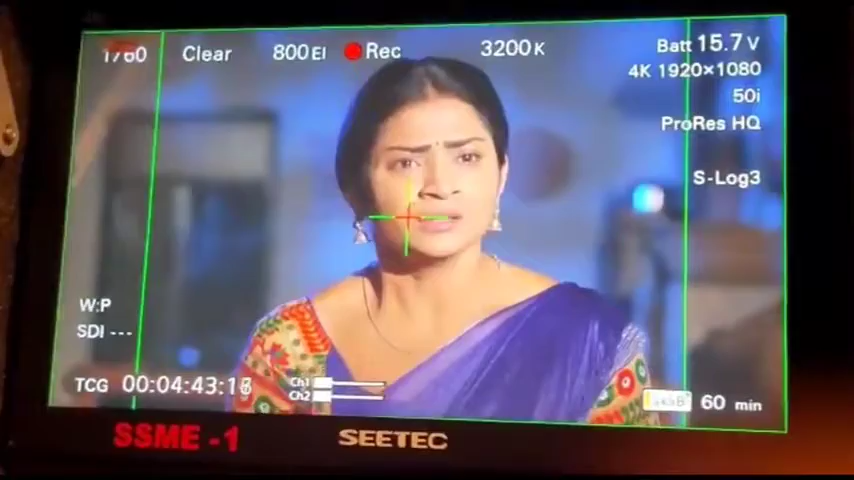 1/60 Clear 800EI Rec 3200K Batt 15.7V
4K 1920×1080
50i
ProRes HQ
S-Log3
W:P
SDI ---
TCG 00:04:43:
Ch1
Ch2
60 min
SSME -1 SEETEC